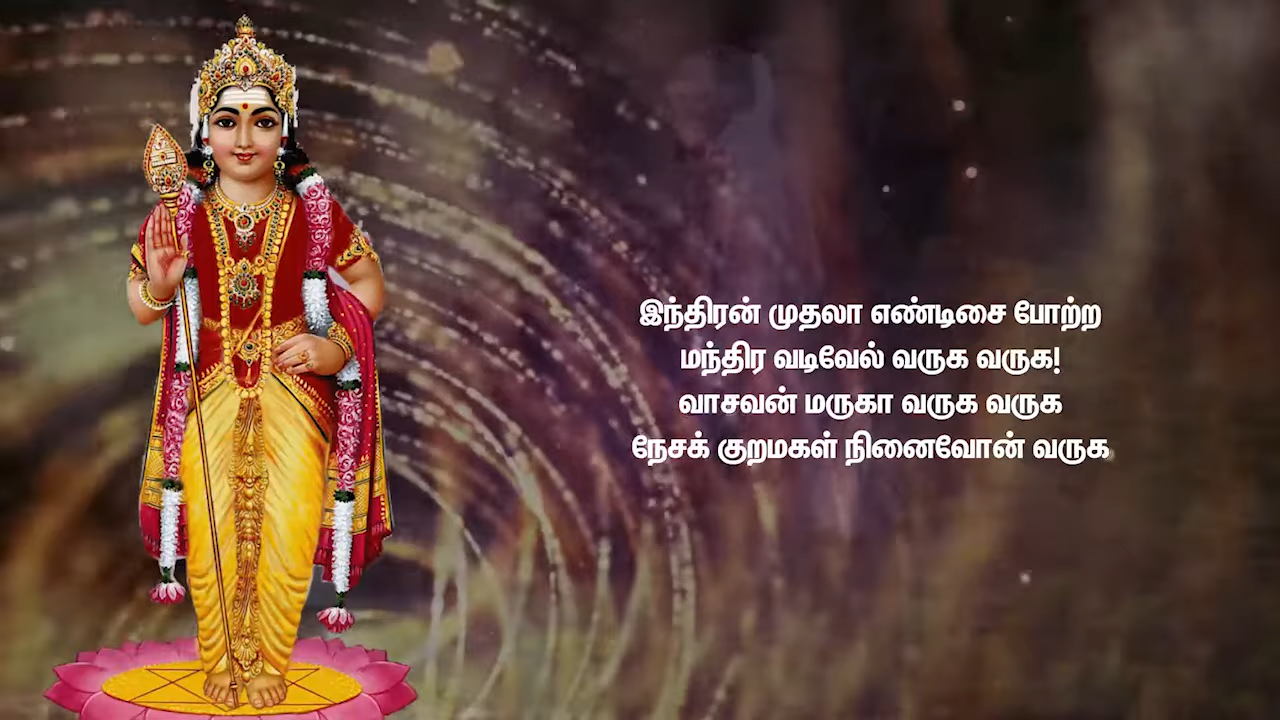 இந்திரன் முதலா எண்டிசை போற்ற
மந்திர வடிவேல் வருக வருக!
வாசவன் மருகா வருக வருக
நேசக் குறமகள் நினைவோன் வருக